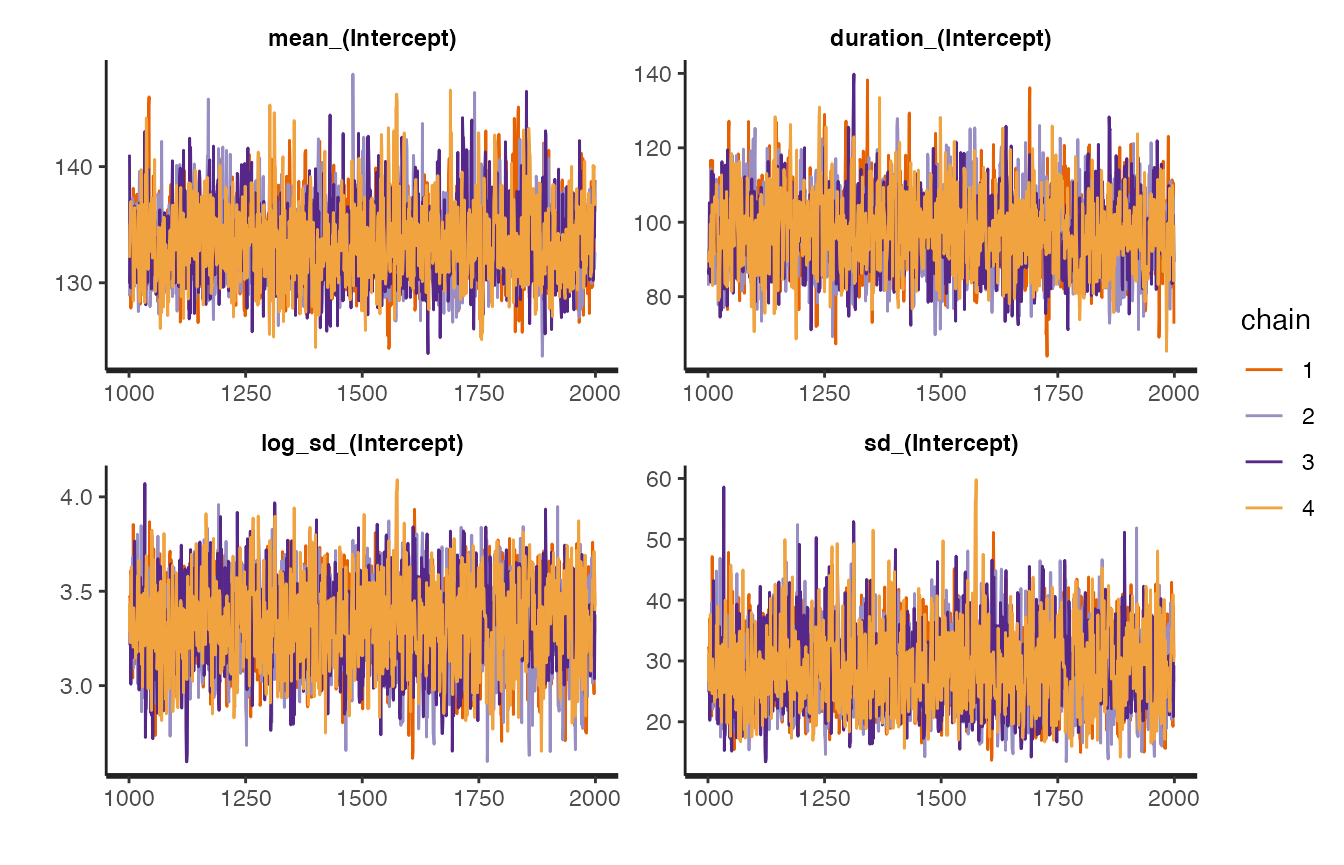 mean_(Intercept)
140
130
1000 1250 1500 1750 2000
duration_(Intercept)
140
120
100
80
1000 1250 1500 1750 2000
log_sd_(Intercept)
4.0
3.5
3.0
1000 1250 1500 1750 2000
sd_(Intercept)
60
50
40
30
20
1000 1250 1500 1750 2000
chain
1
2
3
4